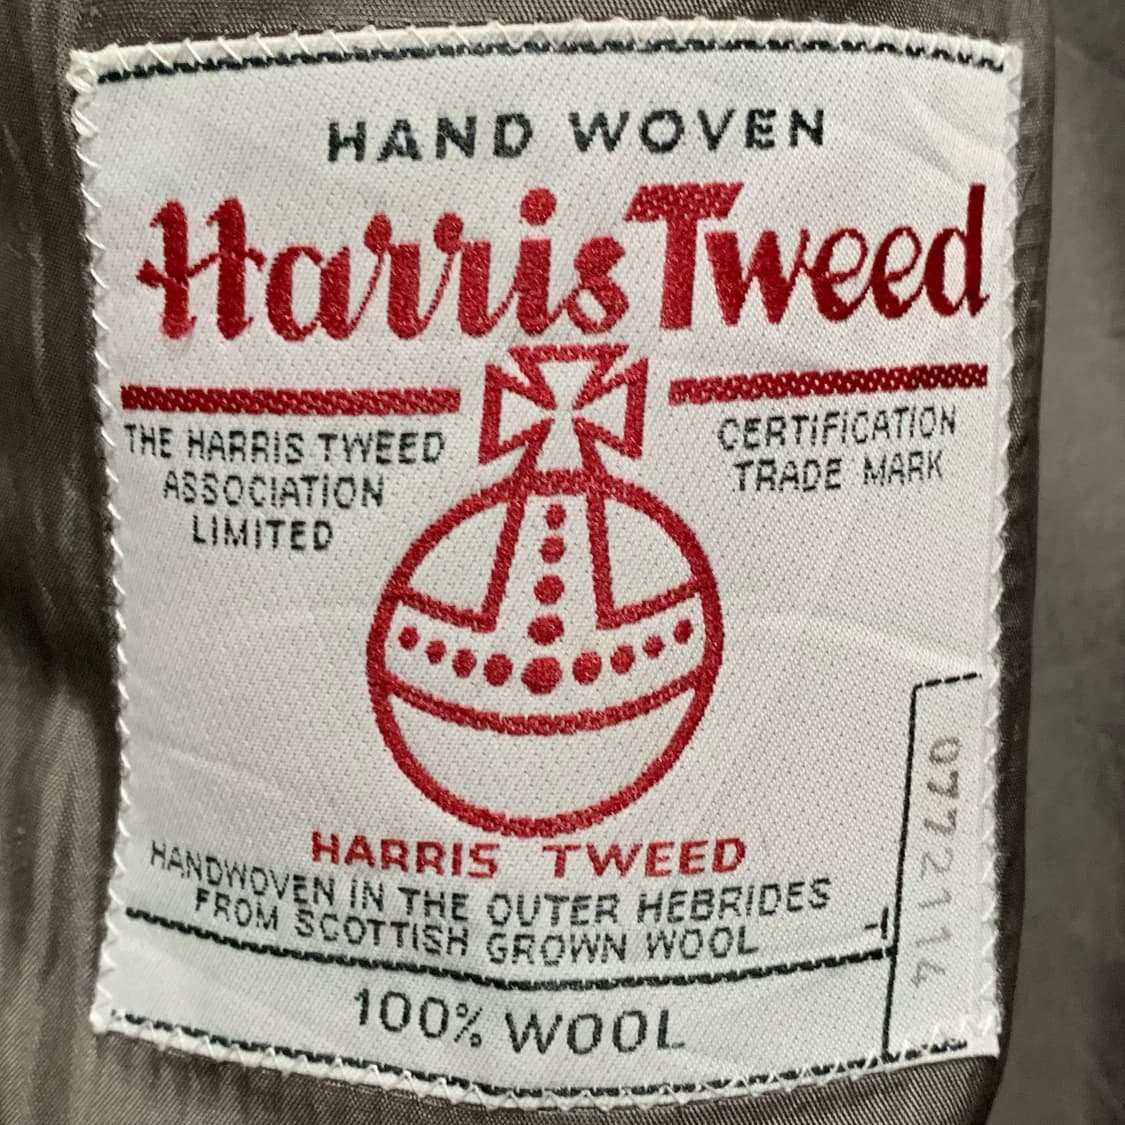 HAND WOVEN
Harris Tweed
THE HARRIS TWEED
ASSOCIATION
LIMITED
CERTIFICATION
TRADE MARK
HARRIS TWEED
HANDWOVEN IN THE OUTER HEBRIDES
FROM SCOTTISH GROWN WOOL
100% WOOL
0772114